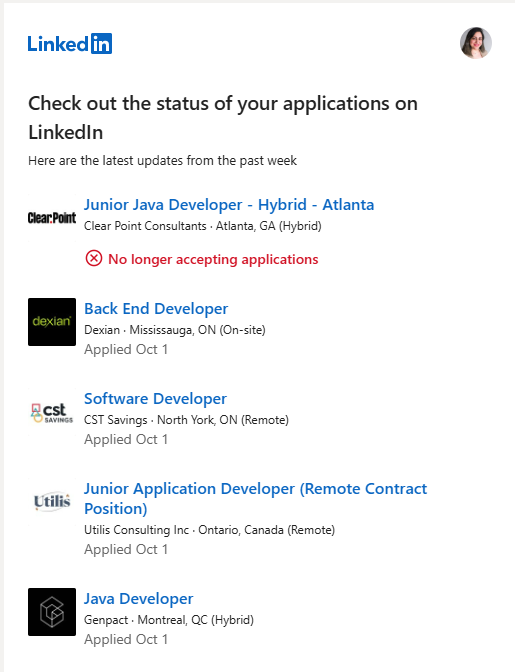 LinkedIn
Check out the status of your applications on
LinkedIn
Here are the latest updates from the past week
Clear.Point
Junior Java Developer - Hybrid - Atlanta
Clear Point Consultants · Atlanta, GA (Hybrid)
No longer accepting applications
dexian
Back End Developer
Dexian · Mississauga, ON (On-site)
Applied Oct 1
cst
SAVINGS
Software Developer
CST Savings · North York, ON (Remote)
Applied Oct 1
Utilis
Junior Application Developer (Remote Contract
Position)
Utilis Consulting Inc · Ontario, Canada (Remote)
Applied Oct 1
Java Developer
Genpact · Montreal, QC (Hybrid)
Applied Oct 1